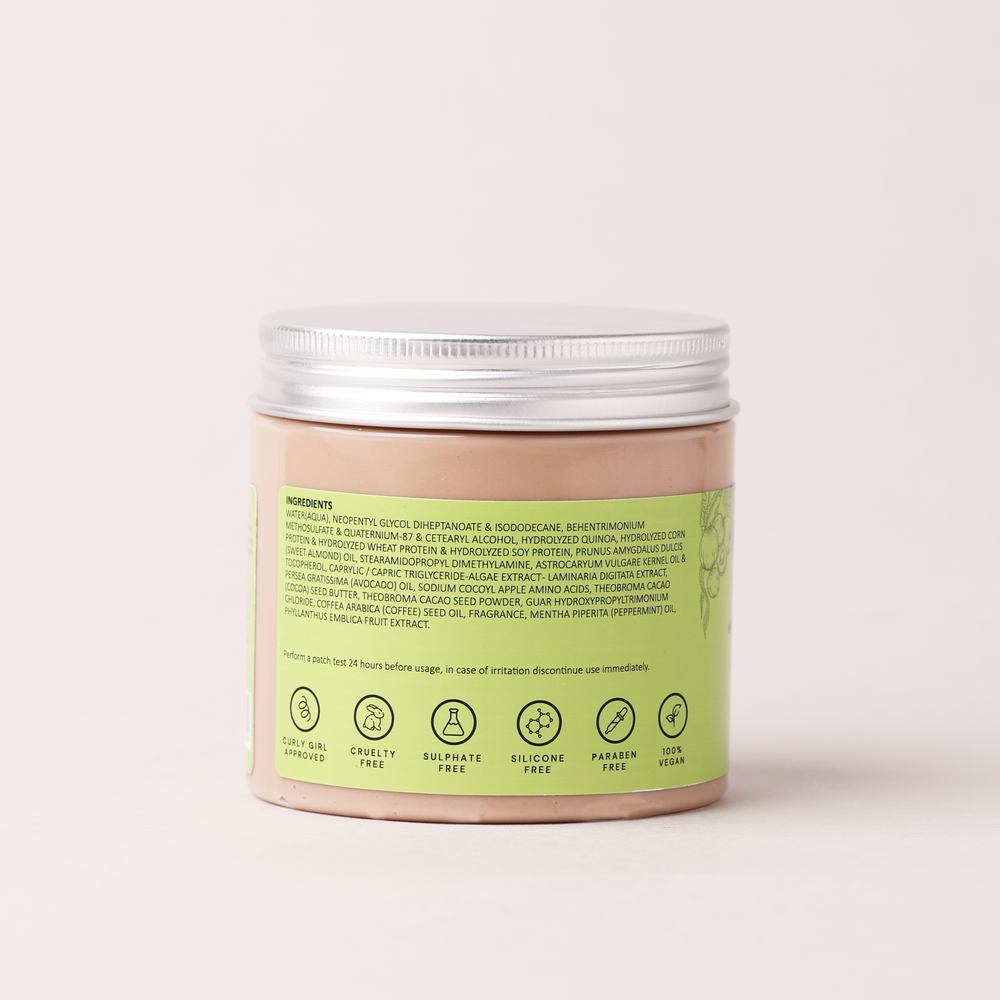 INGREDIENTS
WATER(AQUA), NEOPENTYL GLYCOL DIHEPTANOATE & ISODODECANE, BEHENTRIMONIUM
METHOSULFATE & QUATERNIUM-87 & CETEARYL ALCOHOL, HYDROLYZED QUINOA, HYDROLYZED CORN
PROTEIN & HYDROLYZED WHEAT PROTEIN & HYDROLYZED SOY PROTEIN, PRUNUS AMYGDALUS DULCIS
(SWEET ALMOND) OIL, STEARAMIDOPROPYL DIMETHYLAMINE, ASTROCARYUM VULGARE KERNEL OIL &
TOCOPHEROL, CAPRYLIC / CAPRIC TRIGLYCERIDE-ALGAE EXTRACT- LAMINARIA DIGITATA EXTRACT,
PERSEA GRATISSIMA (AVOCADO) OIL, SODIUM COCOYL APPLE AMINO ACIDS, THEOBROMA CACAO
(COCOA) SEED BUTTER, THEOBROMA CACAO SEED POWDER, GUAR HYDROXYPROPYLTRIMONIUM
CHLORIDE, COFFEA ARABICA (COFFEE) SEED OIL, FRAGRANCE, MENTHA PIPERITA (PEPPERMINT) OIL,
PHYLLANTHUS EMBLICA FRUIT EXTRACT.
Perform a patch test 24 hours before usage, in case of irritation discontinue use immediately.
CURLY GIRL
APPROVED
CRUELTY
FREE
SULPHATE
FREE
SILICONE
FREE
PARABEN
FREE
100%
VEGAN